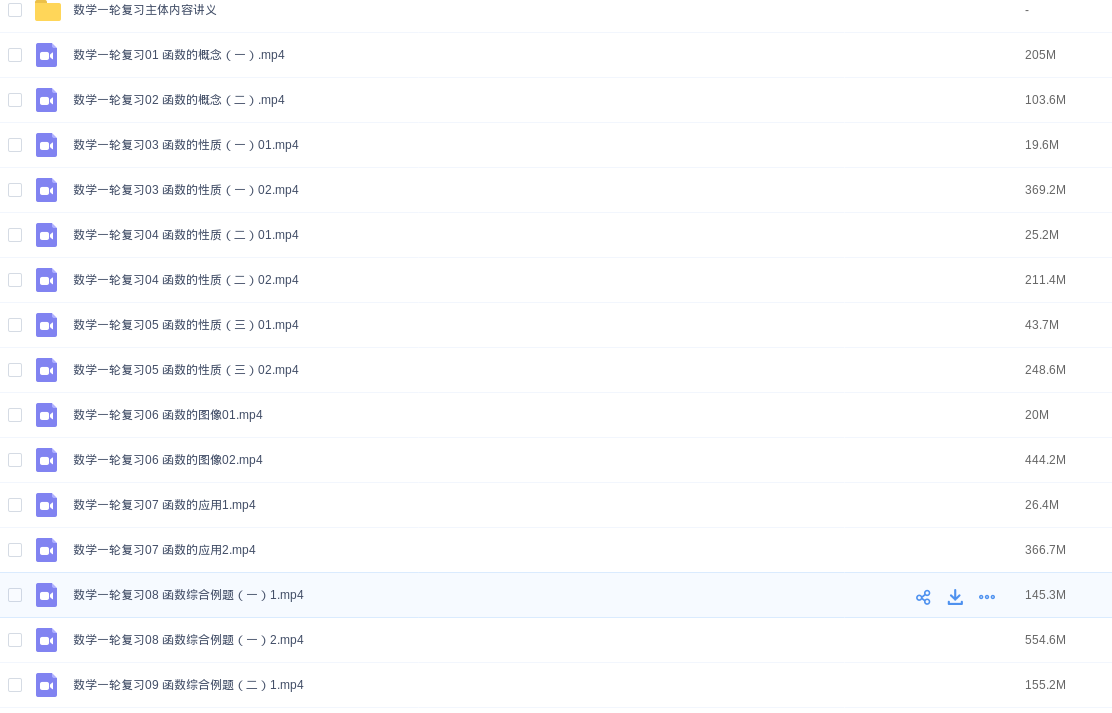 数学一轮复习主体内容讲义 -
数学一轮复习01 函数的概念（一）.mp4 205M
数学一轮复习02 函数的概念（二）.mp4 103.6M
数学一轮复习03 函数的性质（一）01.mp4 19.6M
数学一轮复习03 函数的性质（一）02.mp4 369.2M
数学一轮复习04 函数的性质（二）01.mp4 25.2M
数学一轮复习04 函数的性质（二）02.mp4 211.4M
数学一轮复习05 函数的性质（三）01.mp4 43.7M
数学一轮复习05 函数的性质（三）02.mp4 248.6M
数学一轮复习06 函数的图像01.mp4 20M
数学一轮复习06 函数的图像02.mp4 444.2M
数学一轮复习07 函数的应用1.mp4 26.4M
数学一轮复习07 函数的应用2.mp4 366.7M
数学一轮复习08 函数综合例题（一）1.mp4 145.3M
数学一轮复习08 函数综合例题（一）2.mp4 554.6M
数学一轮复习09 函数综合例题（二）1.mp4 155.2M